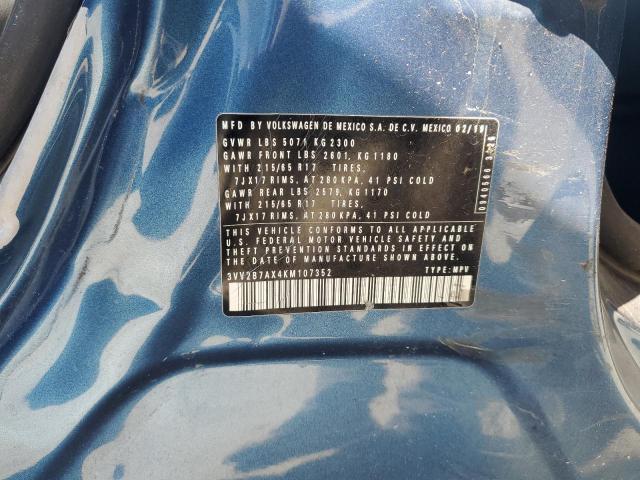 MFD BY VOLKSWAGEN DE MEXICO S.A. DE C.V. MEXICO 02/19
GVWR LBS 5071 KG 2300
GAWR FRONT LBS 2601, KG 1180
WITH 215/65 R17 TIRES,
7JX17 RIMS, AT 280 KPA, 41 PSI COLD
GAWR REAR LBS 2579, KG 1170
WITH 215/65 R17 TIRES,
7JX17 RIMS, AT 280 KPA, 41 PSI COLD
THIS VEHICLE CONFORMS TO ALL APPLICABLE
U.S. FEDERAL MOTOR VEHICLE SAFETY AND
THEFT PREVENTION STANDARDS IN EFFECT ON
THE DATE OF MANUFACTURE SHOWN ABOVE.
3VV2B7AX4KM107352 TYPE: MPV